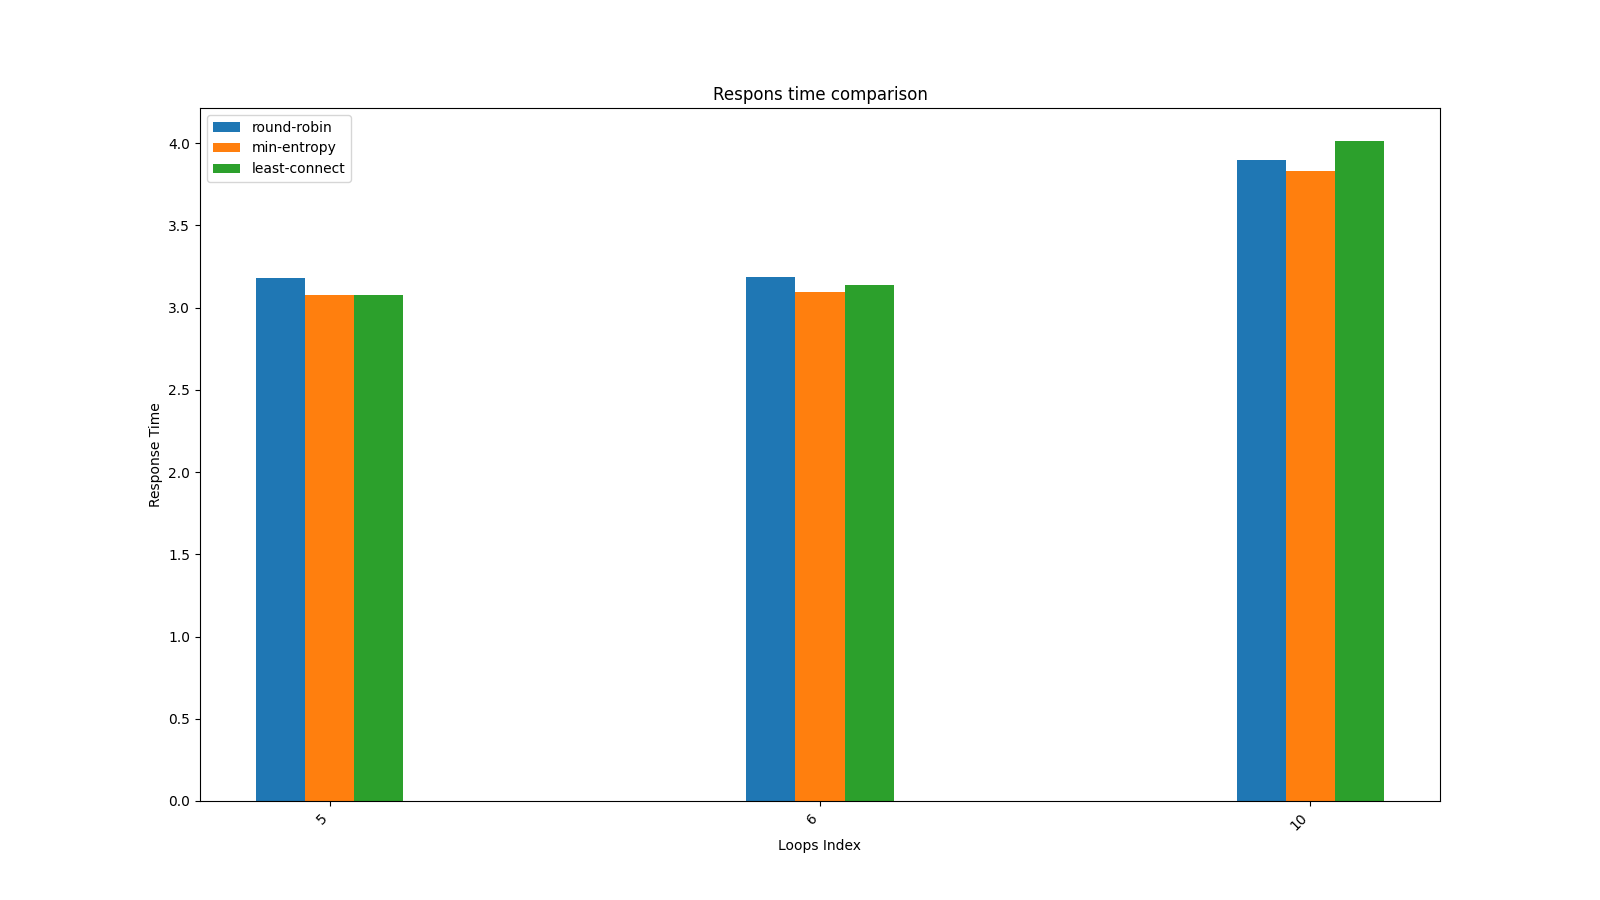 Respons time comparison
round-robin
min-entropy
least-connect
4.0
3.5
3.0
2.5
2.0
1.5
1.0
0.5
0.0
Response Time
5
6
10
Loops Index